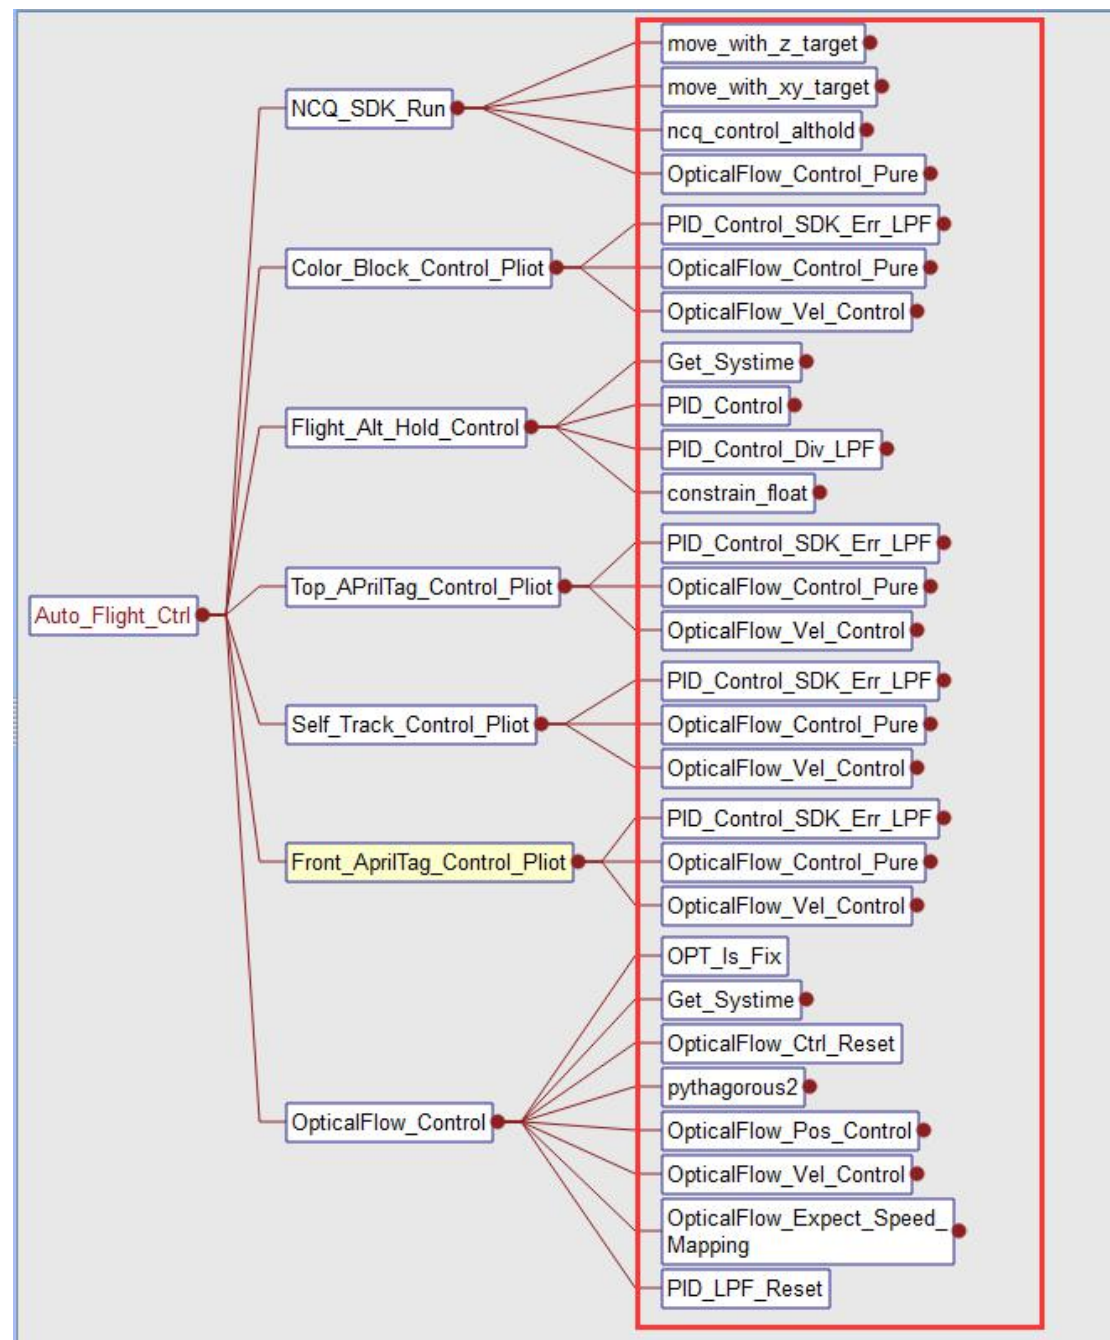 move_with_z_target
move_with_xy_target
NCQ_SDK_Run
ncq_control_althold
OpticalFlow_Control_Pure
PID_Control_SDK_Err_LPF
Color_Block_Control_Pliot
OpticalFlow_Control_Pure
OpticalFlow_Vel_Control
Get_Systime
PID_Control
Flight_Alt_Hold_Control
PID_Control_Div_LPF
constrain_float
PID_Control_SDK_Err_LPF
Top_APrilTag_Control_Pliot
OpticalFlow_Control_Pure
Auto_Flight_Ctrl
OpticalFlow_Vel_Control
PID_Control_SDK_Err_LPF
Self_Track_Control_Pliot
OpticalFlow_Control_Pure
OpticalFlow_Vel_Control
PID_Control_SDK_Err_LPF
Front_AprilTag_Control_Pliot
OpticalFlow_Control_Pure
OpticalFlow_Vel_Control
OPT_Is_Fix
Get_Systime
OpticalFlow_Ctrl_Reset
pythagorous2
OpticalFlow_Control
OpticalFlow_Pos_Control
OpticalFlow_Vel_Control
OpticalFlow_Expect_Speed_
Mapping
PID_LPF_Reset